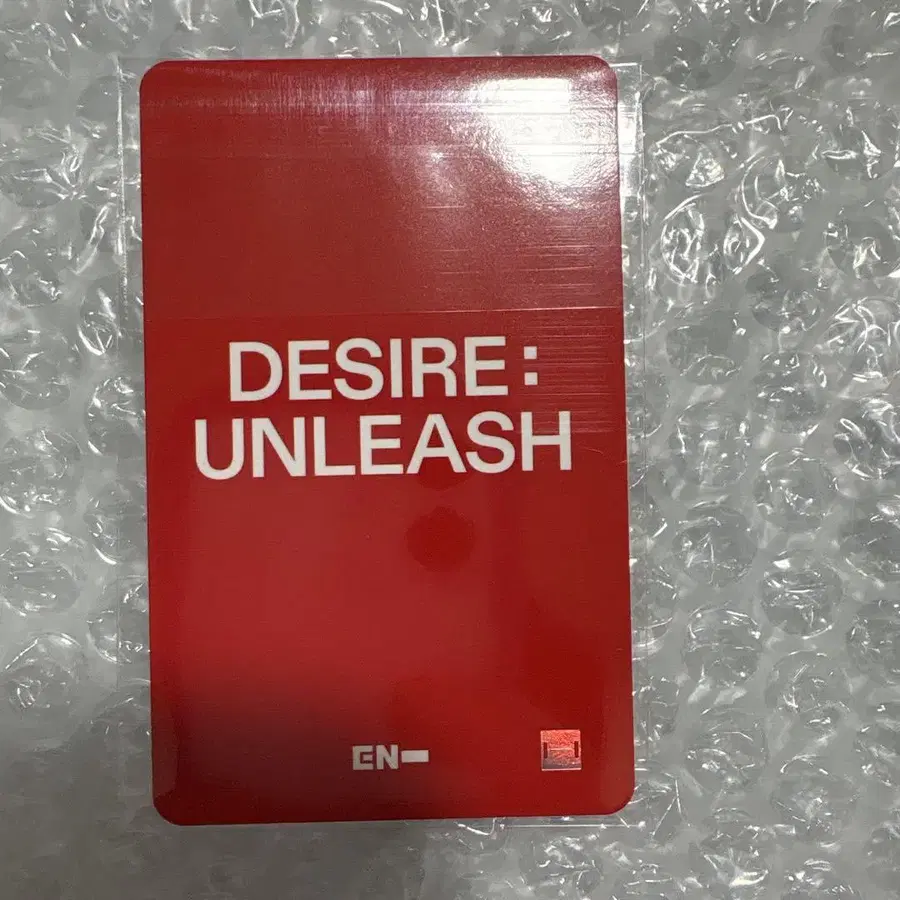 DESIRE :
UNLEASH
EN-